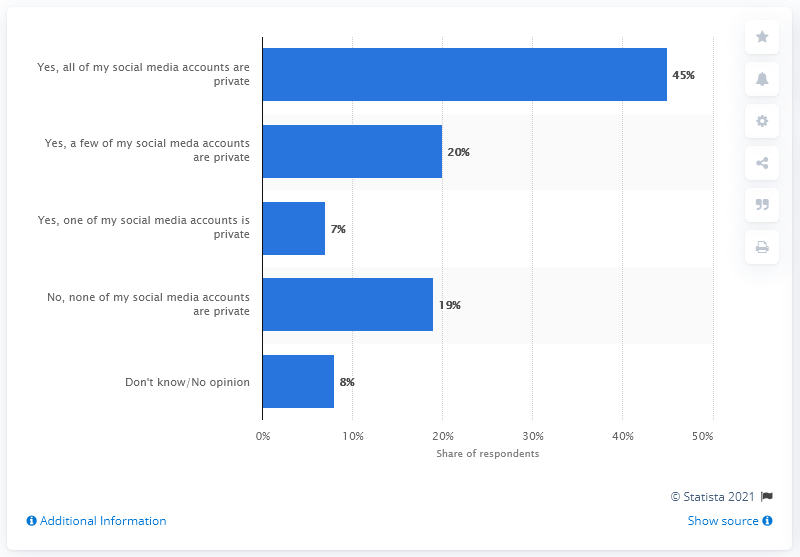 Yes, all of my social media accounts are
private
45%
Yes, a few of my social meda accounts
are private
20%
Yes, one of my social media accounts is
private
7%
No, none of my social media accounts
are private
19%
Don't know/No opinion
8%
0% 10% 20% 30% 40% 50%
Share of respondents
© Statista 2021
Additional Information
Show source